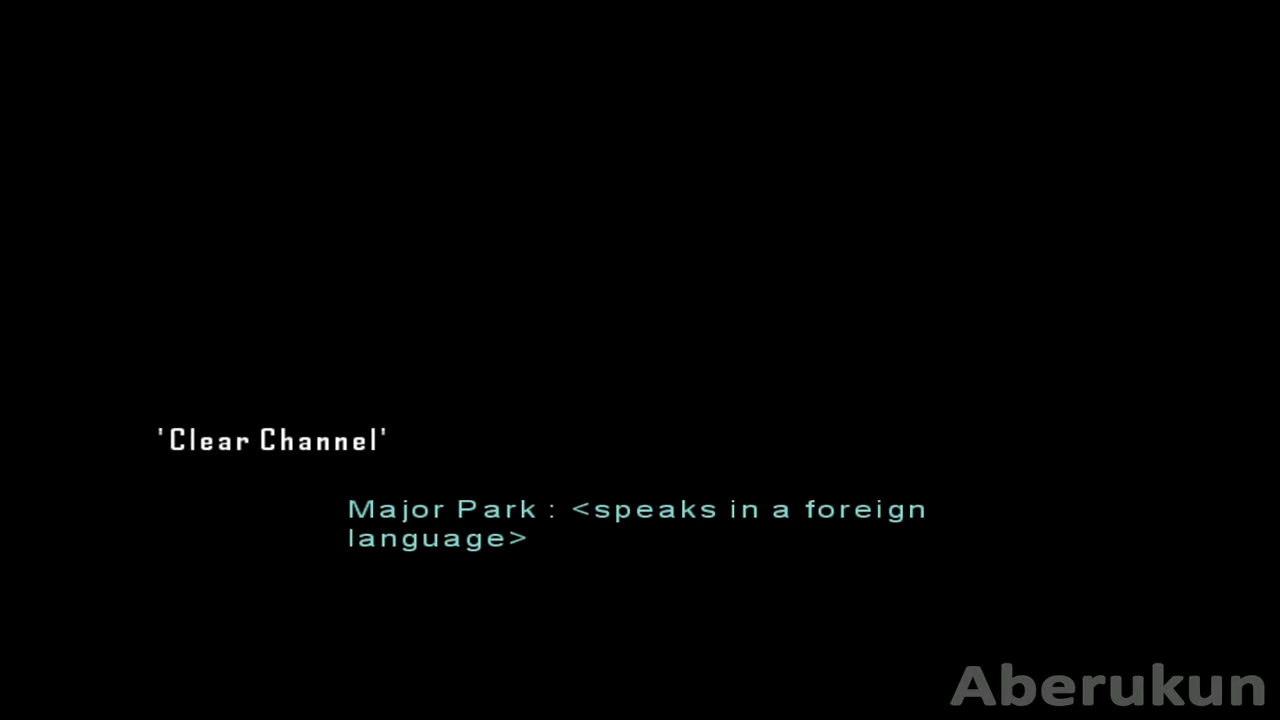 'Clear Channel'
Major Park : <speaks in a foreign
language>
Aberukun